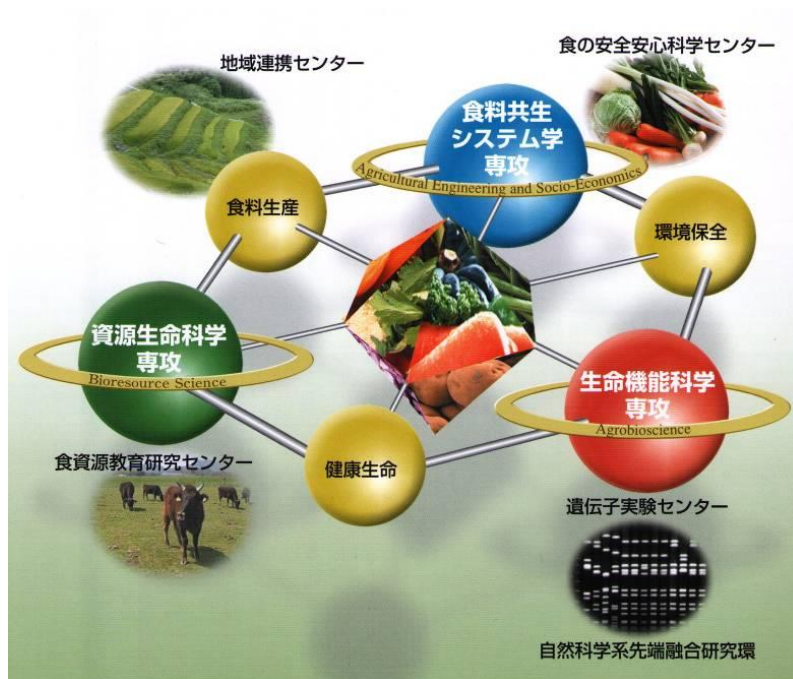 地域連携センター
食の安全安心科学センター
食料共生
システム学
専攻
Agricultural Engineering and Socio-Economics
食料生産
環境保全
資源生命科学
専攻
Bioresource Science
生命機能科学
専攻
Agrobioscience
食資源教育研究センター
健康生命
遺伝子実験センター
自然科学系先端融合研究環